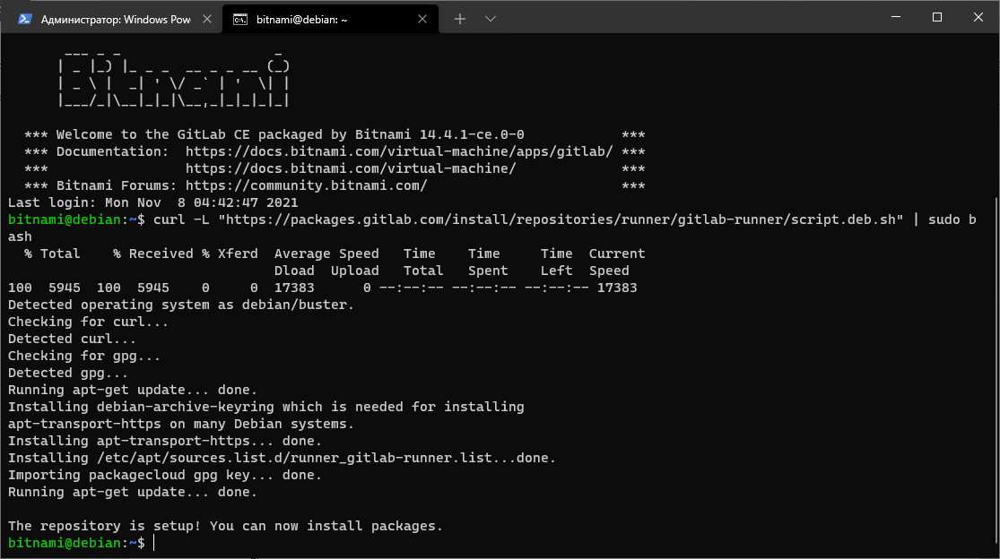 Администратор: Windows Pow
bitnami@debian: ~
Bitnami
*** Welcome to the GitLab CE packaged by Bitnami 14.4.1-ce.0-0 ***
*** Documentation: https://docs.bitnami.com/virtual-machine/apps/gitlab/ ***
*** https://docs.bitnami.com/virtual-machine/ ***
*** Bitnami Forums: https://community.bitnami.com/ ***
Last login: Mon Nov  8 04:42:47 2021
bitnami@debian:~$ curl -L "https://packages.gitlab.com/install/repositories/runner/gitlab-runner/script.deb.sh" | sudo b
ash
% Total % Received % Xferd Average Speed Time Time Time Current
Dload Upload Total Spent Left Speed
100 5945 100 5945 0 0 17383 0 --:--:-- --:--:-- --:--:-- 17383
Detected operating system as debian/buster.
Checking for curl...
Detected curl...
Checking for gpg...
Detected gpg...
Running apt-get update... done.
Installing debian-archive-keyring which is needed for installing
apt-transport-https on many Debian systems.
Installing apt-transport-https... done.
Installing /etc/apt/sources.list.d/runner_gitlab-runner.list...done.
Importing packagecloud gpg key... done.
Running apt-get update... done.
The repository is setup! You can now install packages.
bitnami@debian:~$